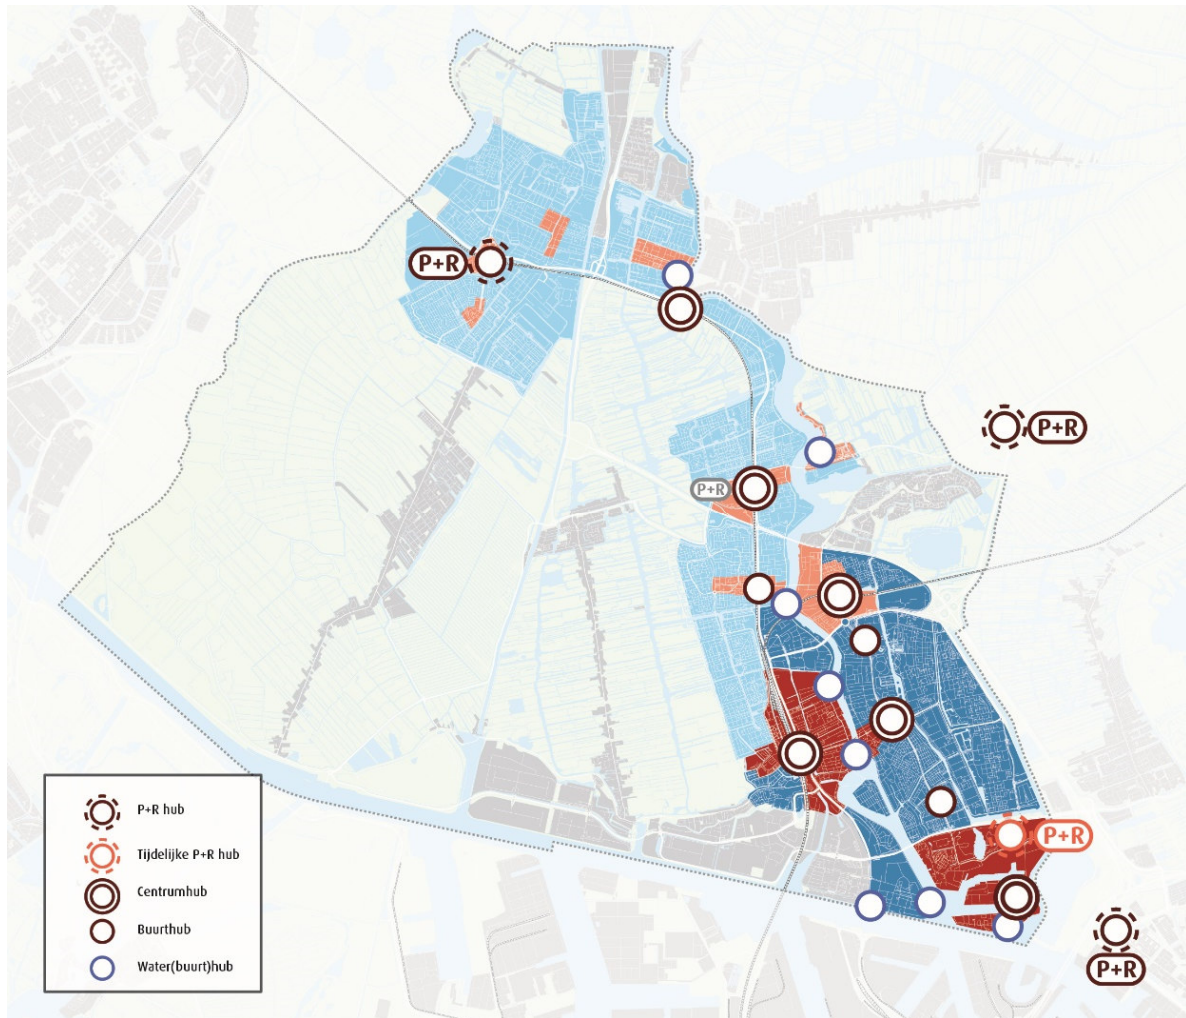 P+R
P+R
P+R
P+R
P+R
P+R hub
Tijdelijke P+R hub
Centrumhub
Buurthub
Water(buurt)hub